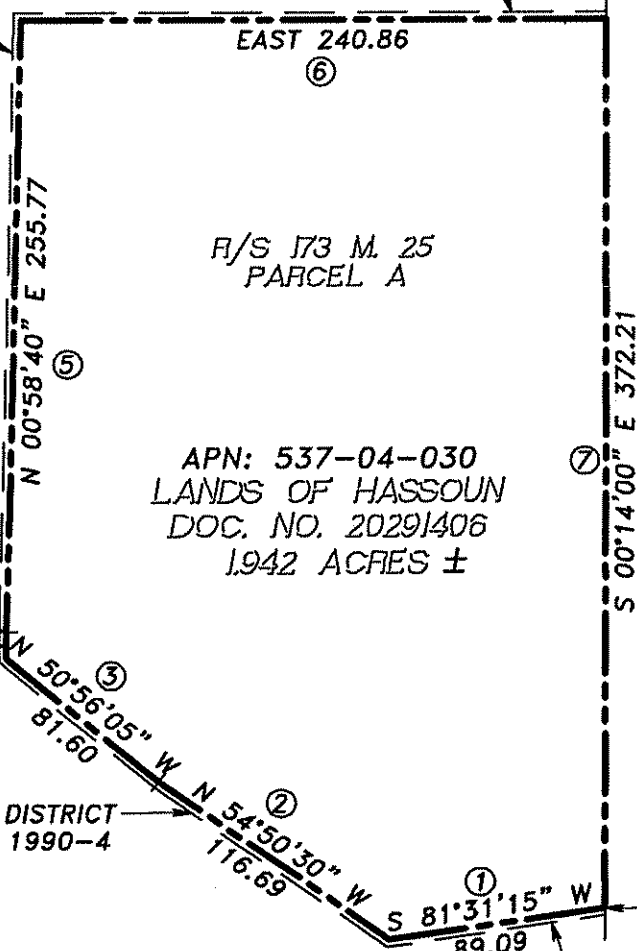 EAST 240.86
⑥
N 00°58'40" E 255.77
⑤
R/S 173 M. 25
PARCEL A
S 00°14'00" E 372.21
⑦
APN: 537-04-030
LANDS OF HASSOUN
DOC. NO. 20291406
1.942 ACRES ±
N 50°56'05" W
③
81.60
DISTRICT
1990-4
N 54°50'30" W
②
116.69
①
S 81°31'15" W
89.09